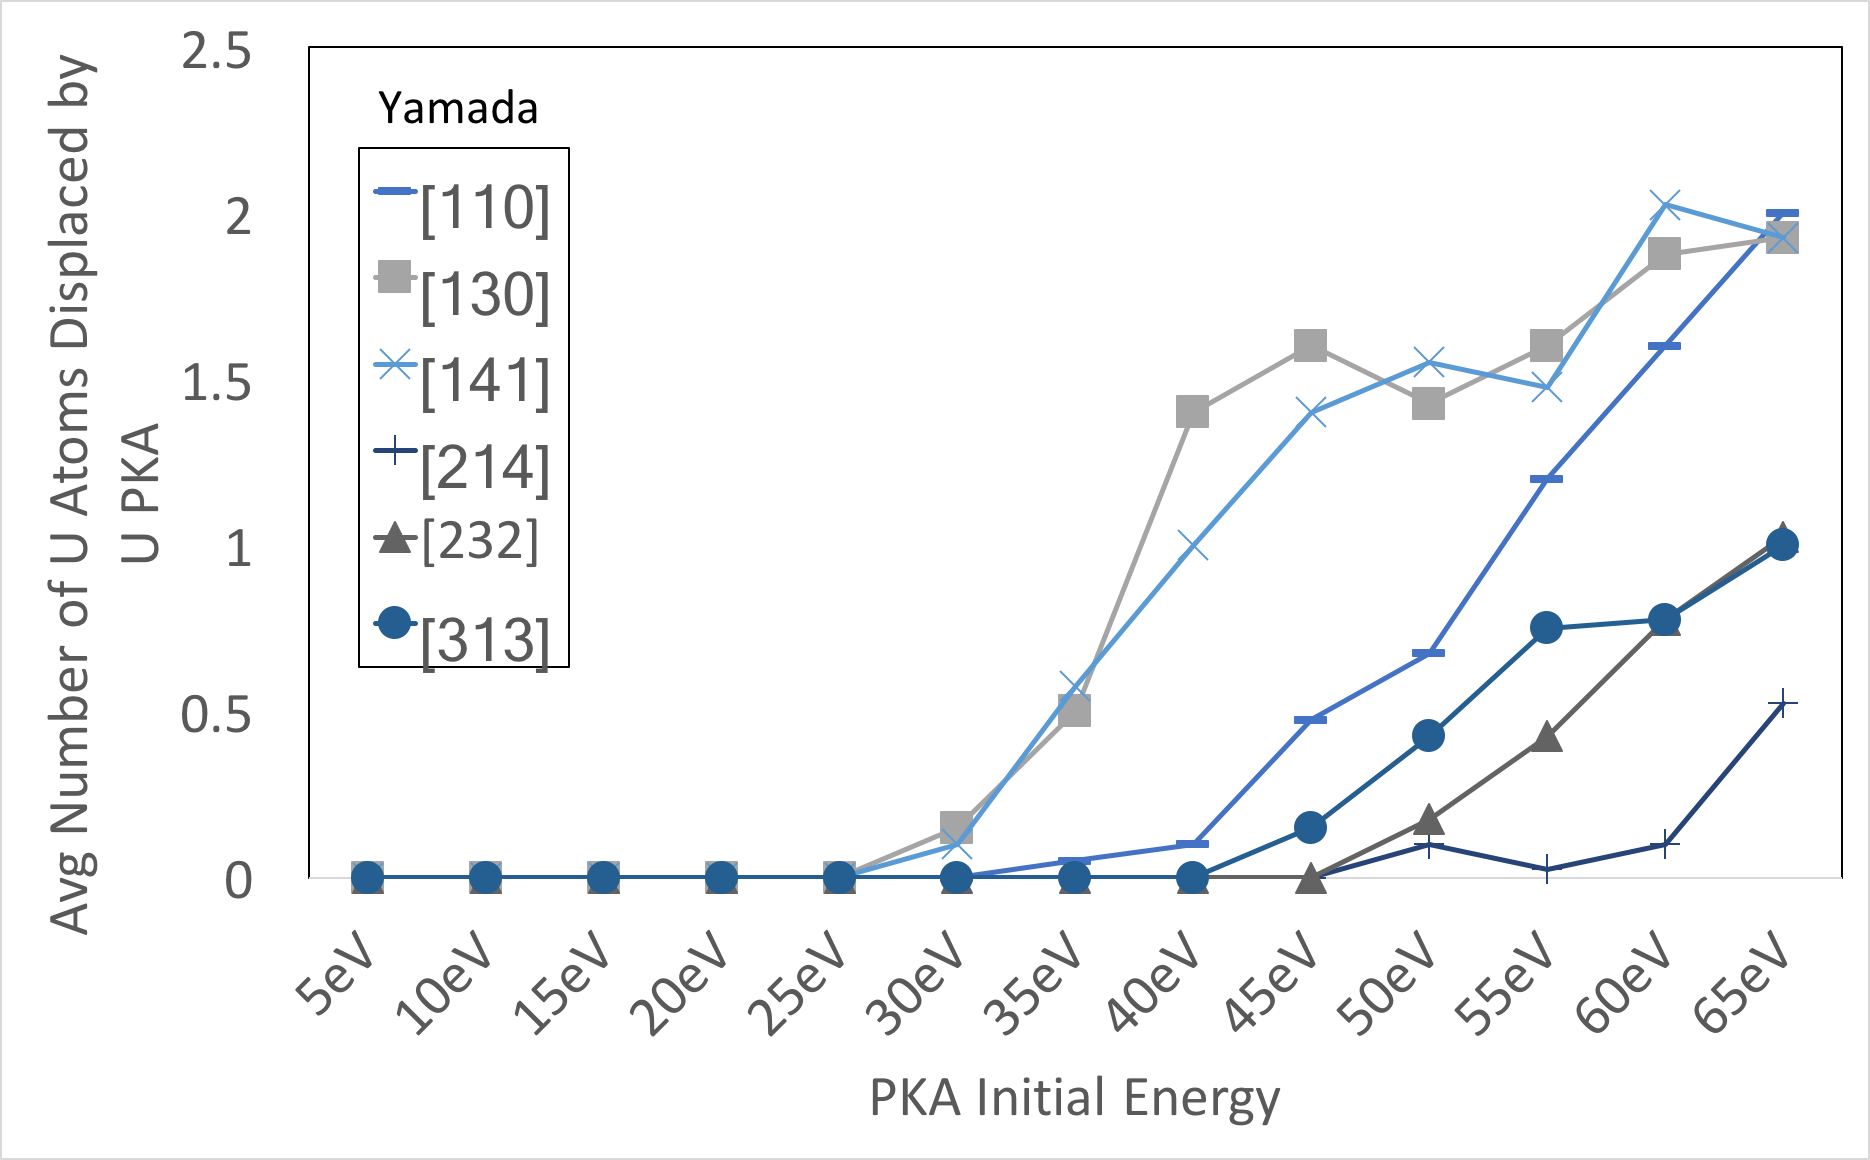 Avg Number of U Atoms Displaced by
U PKA
2.5
2
1.5
1
0.5
0
Yamada
[110]
[130]
[141]
[214]
[232]
[313]
5eV
10eV
15eV
20eV
25eV
30eV
35eV
40eV
45eV
50eV
55eV
60eV
65eV
PKA Initial Energy